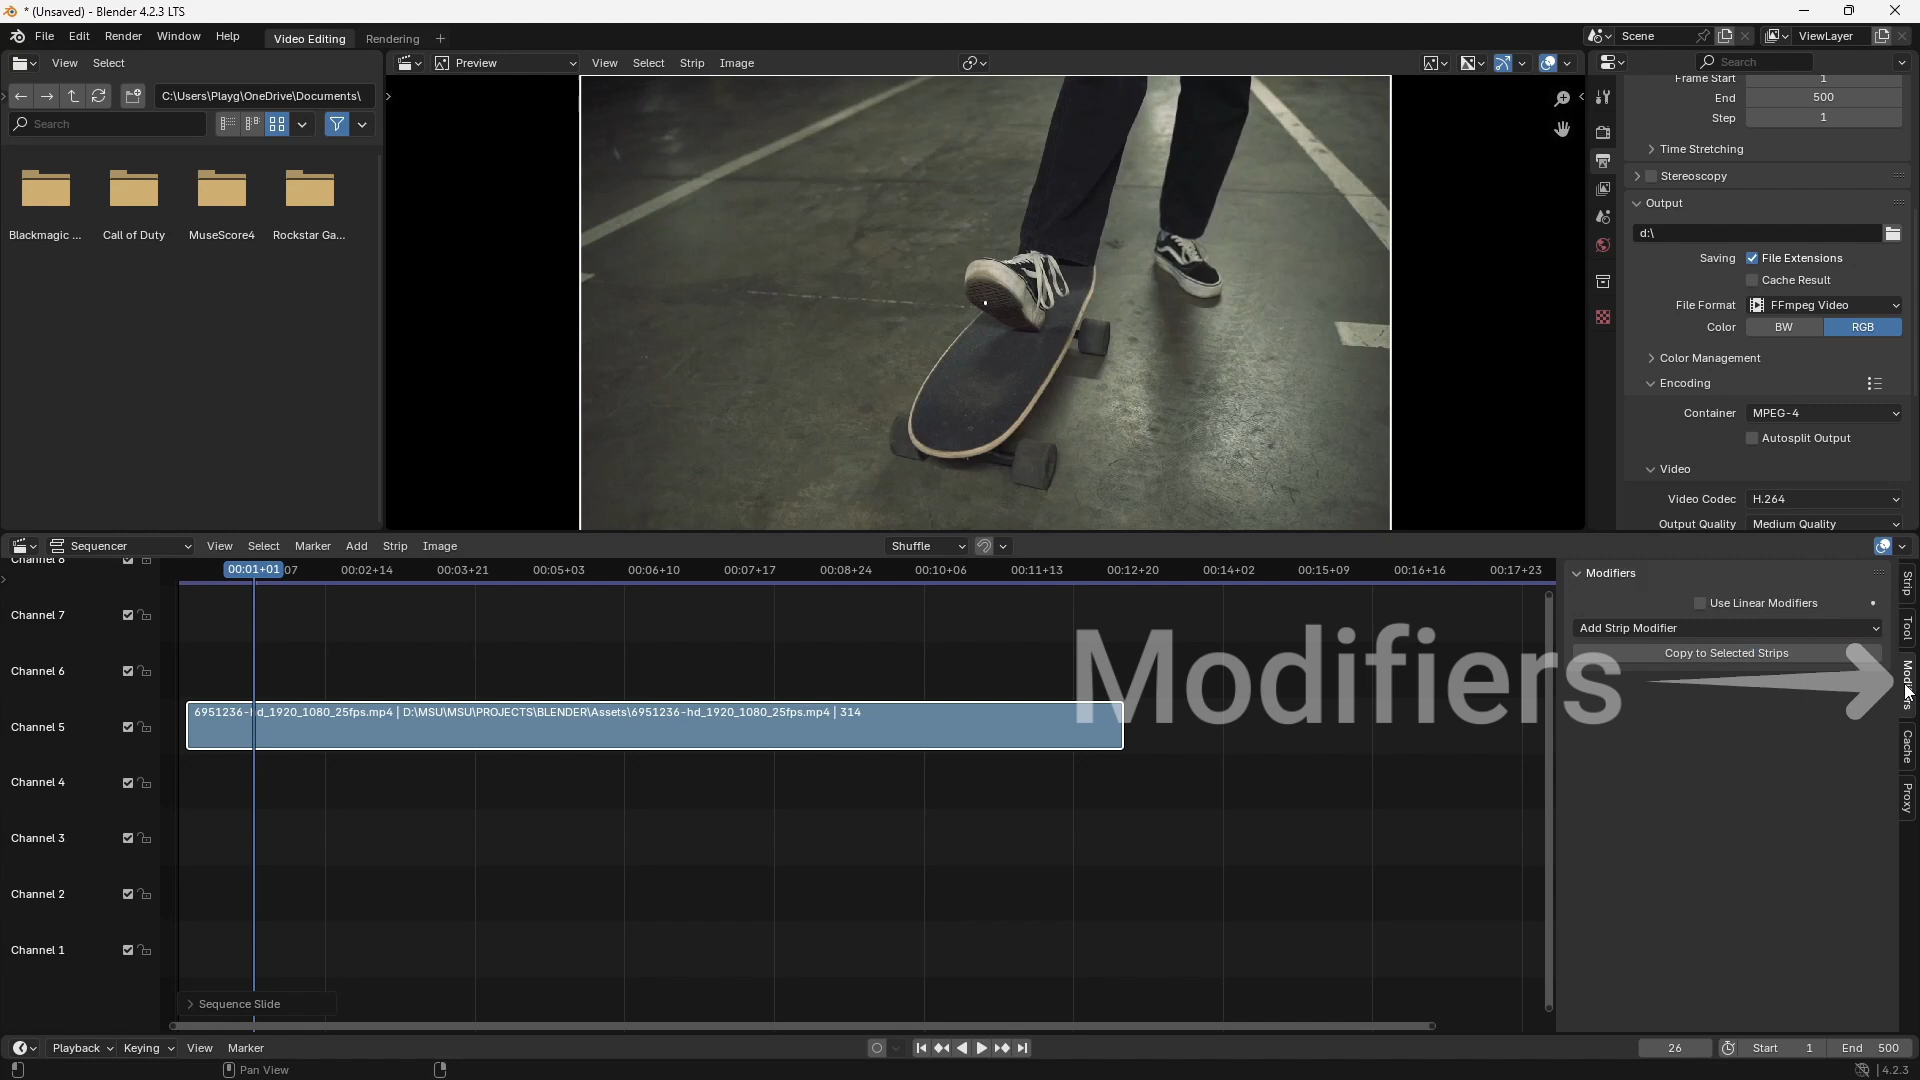 * (Unsaved) - Blender 4.2.3 LTS
File Edit Render Window Help Video Editing Rendering + Scene ViewLayer
View Select
Preview View Select Strip Image
Search
C:\Users\Playg\OneDrive\Documents\
Search
Blackmagic ... Call of Duty MuseScore4 Rockstar Ga...
Frame Start 1
End 500
Step 1
Time Stretching
Stereoscopy
Output
d:\
Saving File Extensions
Cache Result
File Format FFmpeg Video
Color BW RGB
Color Management
Encoding
Container MPEG-4
Autosplit Output
Video
Video Codec H.264
Output Quality Medium Quality
Sequencer View Select Marker Add Strip Image Shuffle
Channel 8
00:01+01 07 00:02+14 00:03+21 00:05+03 00:06+10 00:07+17 00:08+24 00:10+06 00:11+13 00:12+20 00:14+02 00:15+09 00:16+16 00:17+23
Channel 7
Channel 6
Channel 5
Channel 4
Channel 3
Channel 2
Channel 1
6951236-hd_1920_1080_25fps.mp4 | D:\MSU\MSU\PROJECTS\BLENDER\Assets\6951236-hd_1920_1080_25fps.mp4 | 314
Modifiers
Modifiers
Use Linear Modifiers
Add Strip Modifier
Copy to Selected Strips
Strip
Tool
Modifiers
Cache
Proxy
Sequence Slide
Playback Keying View Marker 26 Start 1 End 500
Pan View 4.2.3